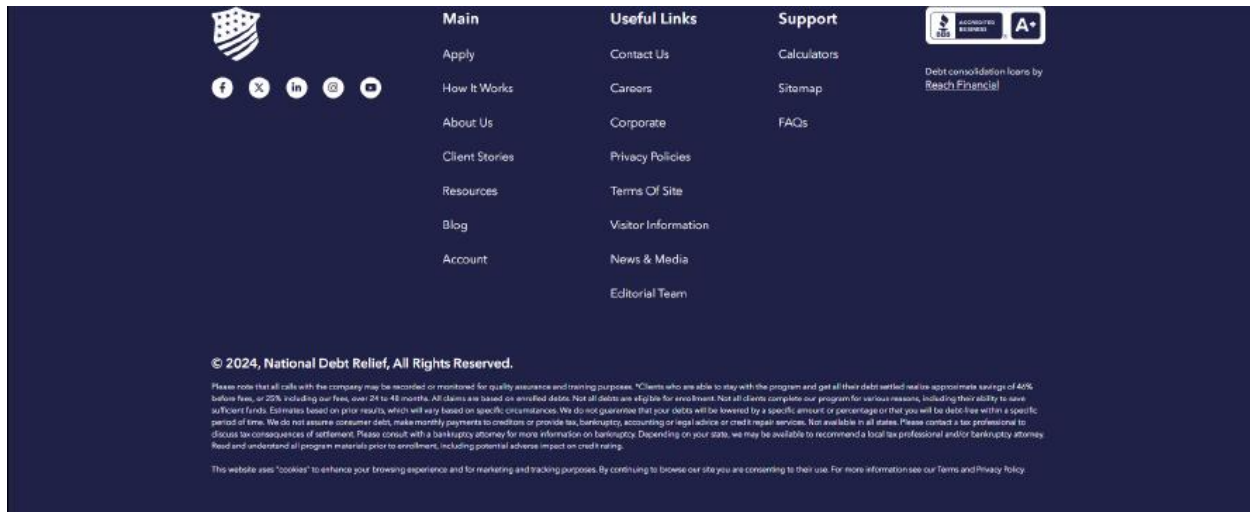 Main
Apply
How It Works
About Us
Client Stories
Resources
Blog
Account
Useful Links
Contact Us
Careers
Corporate
Privacy Policies
Terms Of Site
Visitor Information
News & Media
Editorial Team
Support
Calculators
Sitemap
FAQs
BBB
ACCREDITED
BUSINESS
A+
Debt consolidation loans by
Reach Financial
© 2024, National Debt Relief, All Rights Reserved.
Please note that all calls with the company may be recorded or monitored for quality assurance and training purposes. *Clients who are able to stay with the program and get all their debt settled realize approximate savings of 46%
before fees, or 25% including our fees, over 24 to 48 months. All claims are based on enrolled debts. Not all debts are eligible for enrollment. Not all clients complete our program for various reasons, including their ability to save
sufficient funds. Estimates based on prior results, which will vary based on specific circumstances. We do not guarantee that your debts will be lowered by a specific amount or percentage or that you will be debt-free within a specific
period of time. We do not assume consumer debt, make monthly payments to creditors or provide tax, bankruptcy, accounting or legal advice or credit repair services. Not available in all states. Please contact a tax professional to
discuss tax consequences of settlement. Please consult with a bankruptcy attorney for more information on bankruptcy. Depending on your state, we may be available to recommend a local tax professional and/or bankruptcy attorney.
Read and understand all program materials prior to enrollment, including potential adverse impact on credit rating.
This website uses "cookies" to enhance your browsing experience and for marketing and tracking purposes. By continuing to browse our site you are consenting to their use. For more information see our Terms and Privacy Policy.